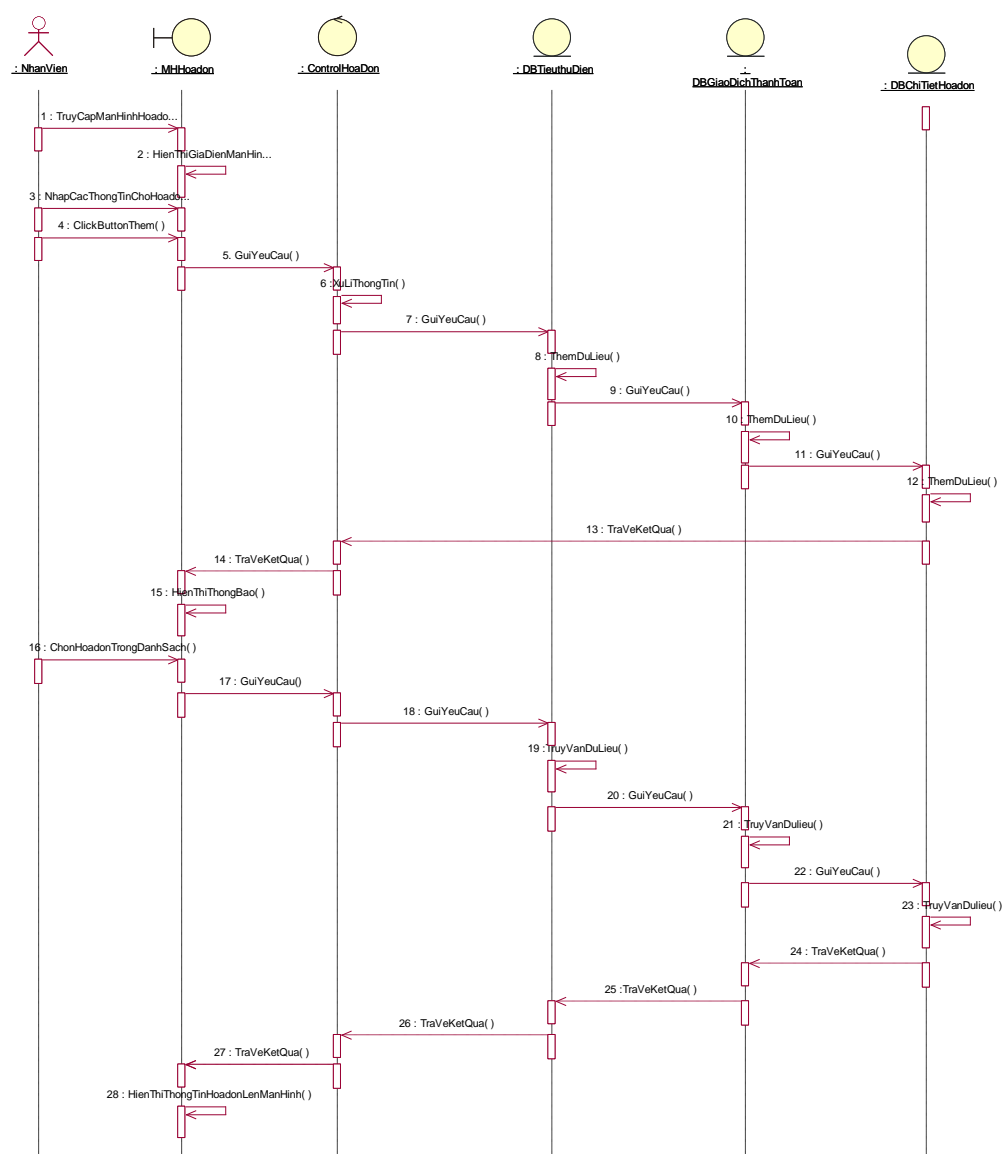 : NhanVien
: MHHoadon
: ControlHoaDon
: DBTieuthuDien
:
DBGiaoDichThanhToan
: DBChiTietHoadon
1 : TruyCapManHinhHoado...
2 : HienThiGiaDienManHin...
3 : NhapCacThongTinChoHoado...
4 : ClickButtonThem( )
5. GuiYeuCau( )
6 :XuLiThongTin( )
7 : GuiYeuCau( )
8 : ThemDuLieu( )
9 : GuiYeuCau( )
10 : ThemDuLieu( )
11 : GuiYeuCau( )
12 : ThemDuLieu( )
13 : TraVeKetQua( )
14 : TraVeKetQua( )
15 : HienThiThongBao( )
16 : ChonHoadonTrongDanhSach( )
17 : GuiYeuCau()
18 : GuiYeuCau( )
19 :TruyVanDuLieu( )
20 : GuiYeuCau( )
21 : TruyVanDulieu( )
22 : GuiYeuCau( )
23 : TruyVanDulieu( )
24 : TraVeKetQua( )
25 :TraVeKetQua( )
26 : TraVeKetQua( )
27 : TraVeKetQua( )
28 : HienThiThongTinHoadonLenManHinh( )